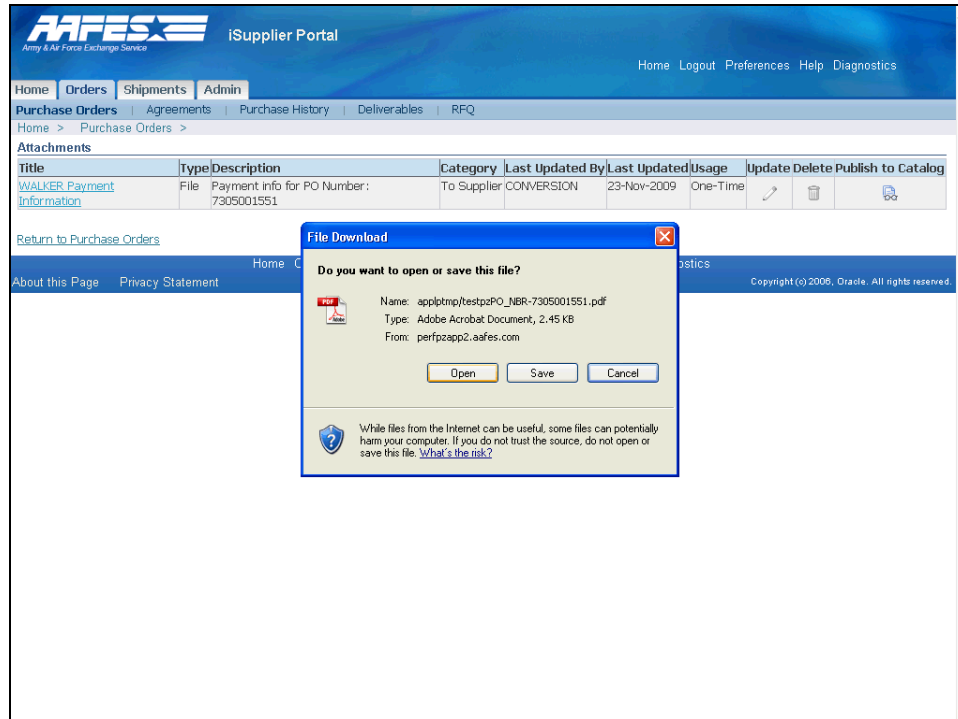 AAFES
Army & Air Force Exchange Service
iSupplier Portal
Home Logout Preferences Help Diagnostics
Home Orders Shipments Admin
Purchase Orders | Agreements | Purchase History | Deliverables | RFQ
Home > Purchase Orders >
Attachments
Title Type Description Category Last Updated By Last Updated Usage Update Delete Publish to Catalog
WALKER Payment Information File Payment info for PO Number: 7305001551 To Supplier CONVERSION 23-Nov-2009 One-Time
Return to Purchase Orders
File Download
Home
About this Page Privacy Statement
Copyright (c) 2006, Oracle. All rights reserved.
Do you want to open or save this file?
PDF
Adobe
Name: applptmp/testpzPO_NBR-7305001551.pdf
Type: Adobe Acrobat Document, 2.45 KB
From: perfpzapp2.aafes.com
Open Save Cancel
While files from the Internet can be useful, some files can potentially
harm your computer. If you do not trust the source, do not open or
save this file. What's the risk?